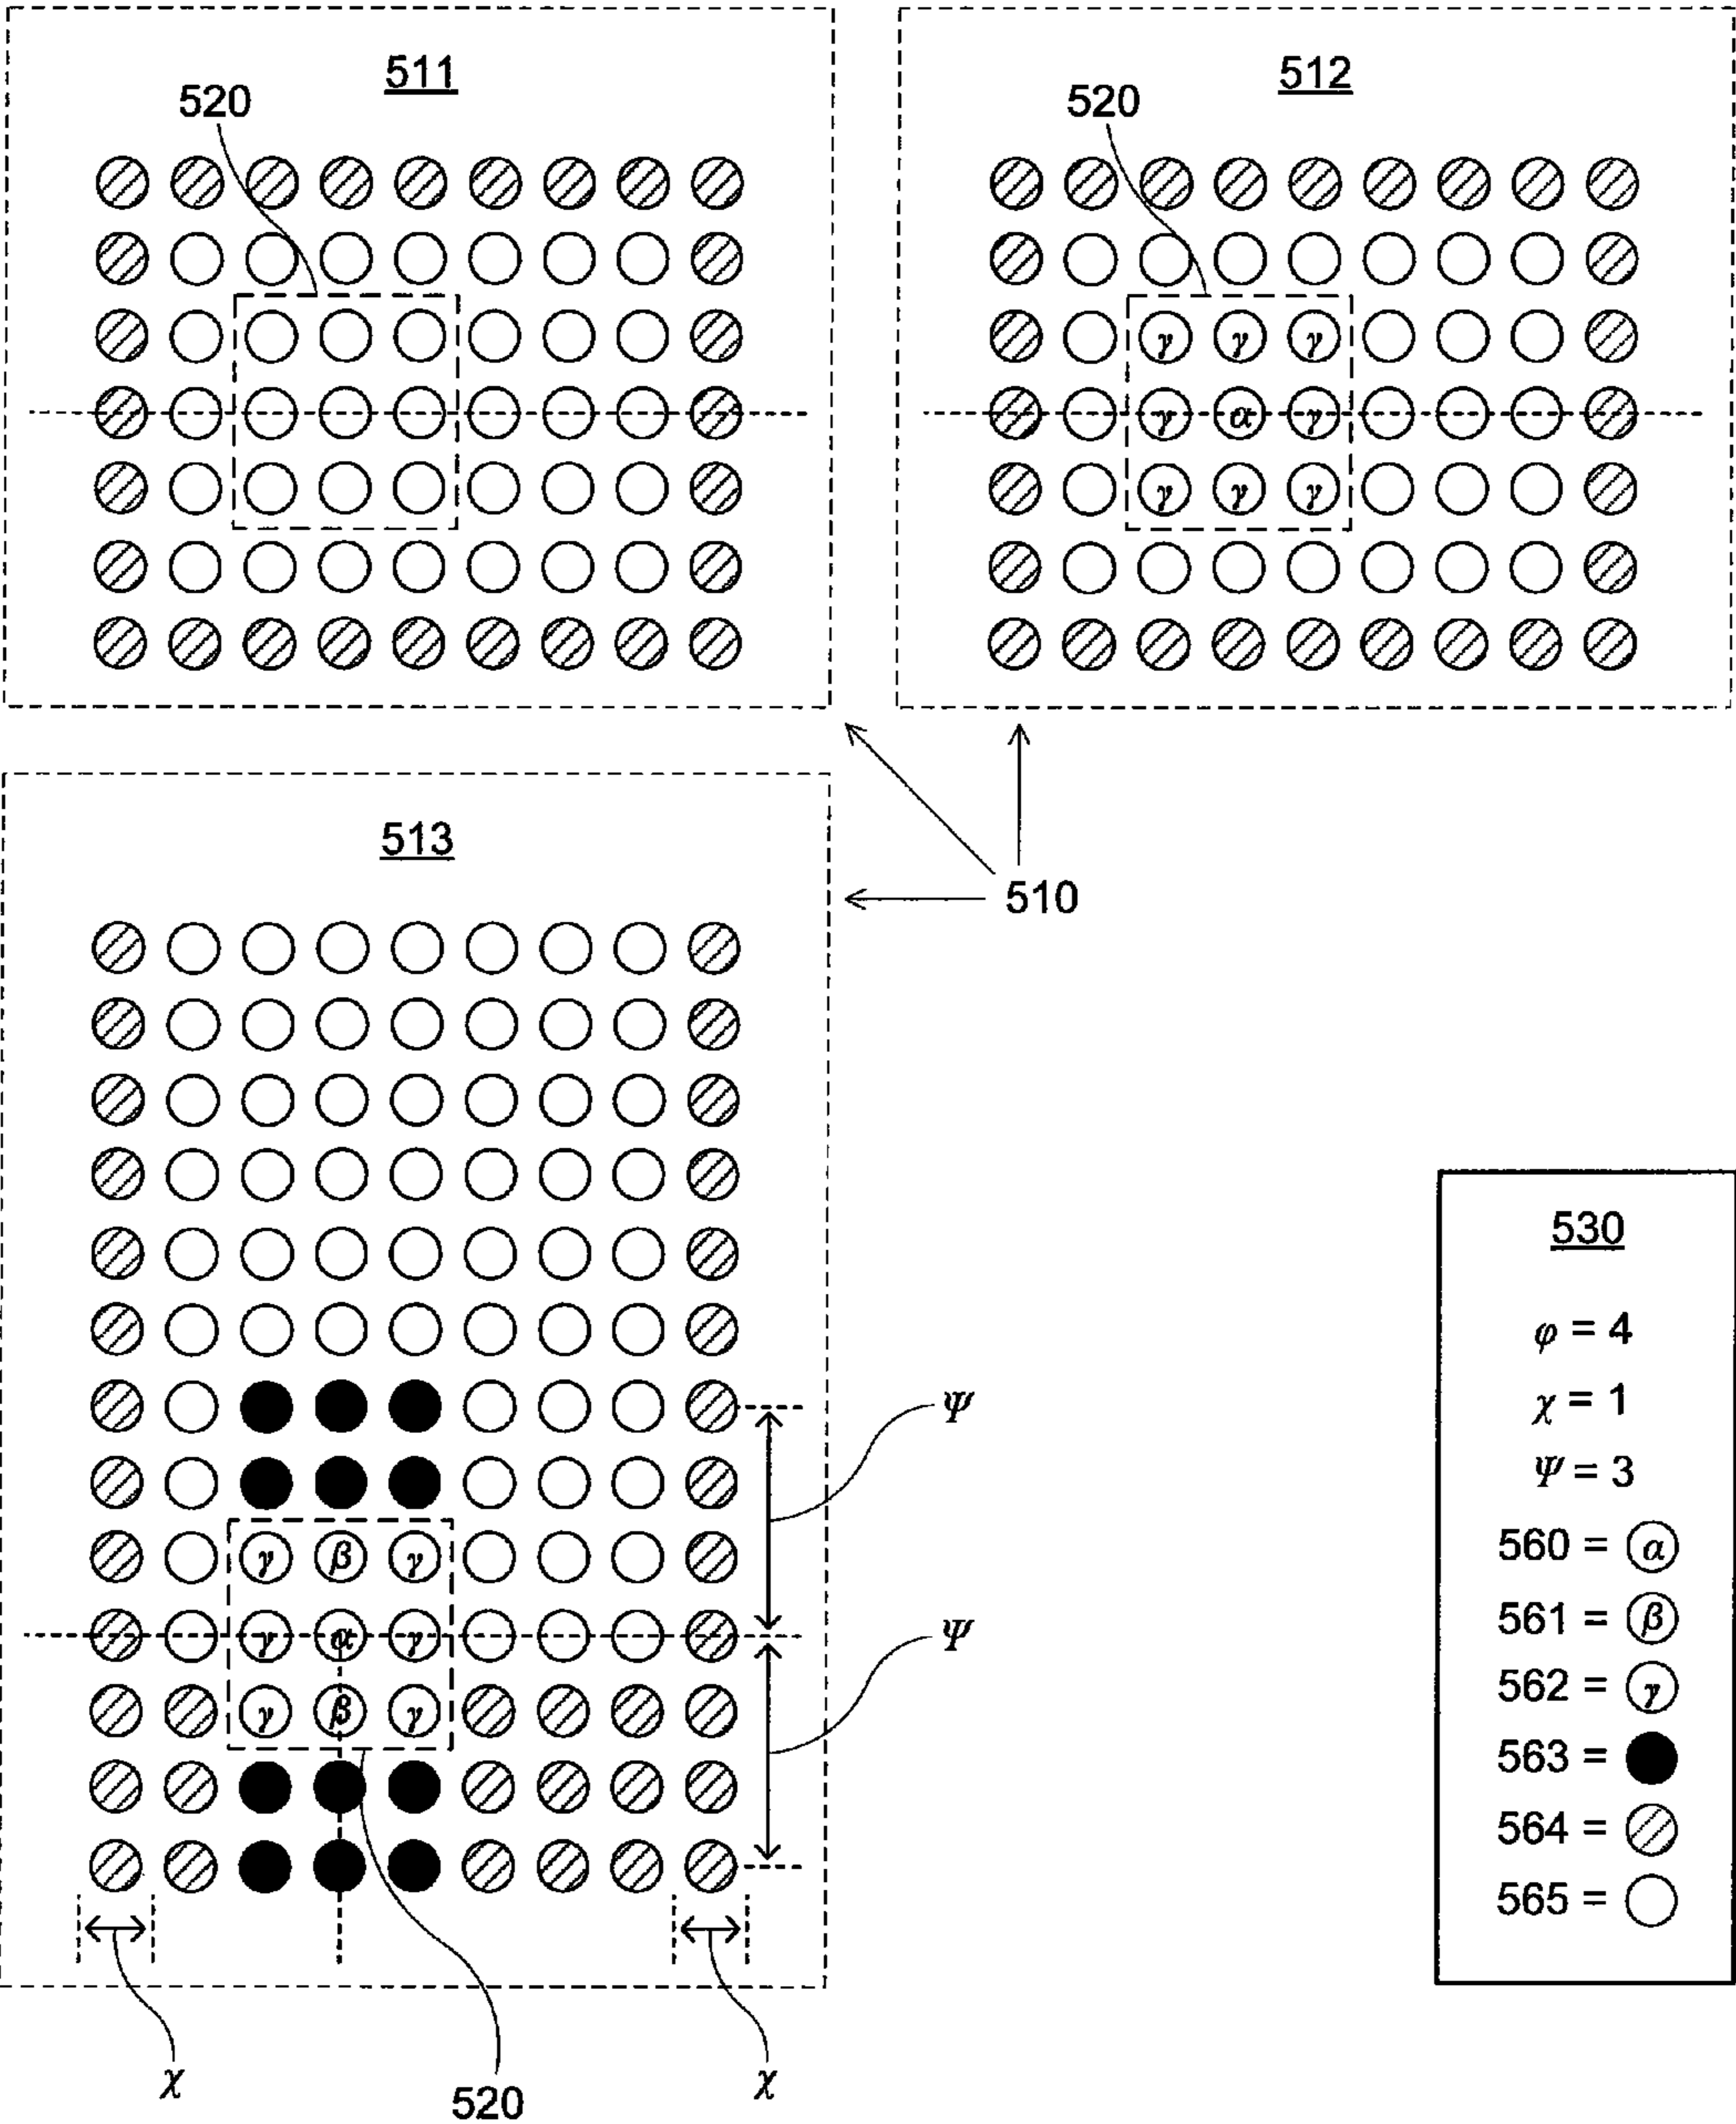 511
520
512
520
γ γ γ
γ α γ
γ γ γ
513
510
530
φ = 4
χ = 1
Ψ = 3
560 = α
561 = β
562 = γ
563 =
564 =
565 =
Ψ
γ β γ
γ α γ
Ψ
γ β γ
χ
520
χ